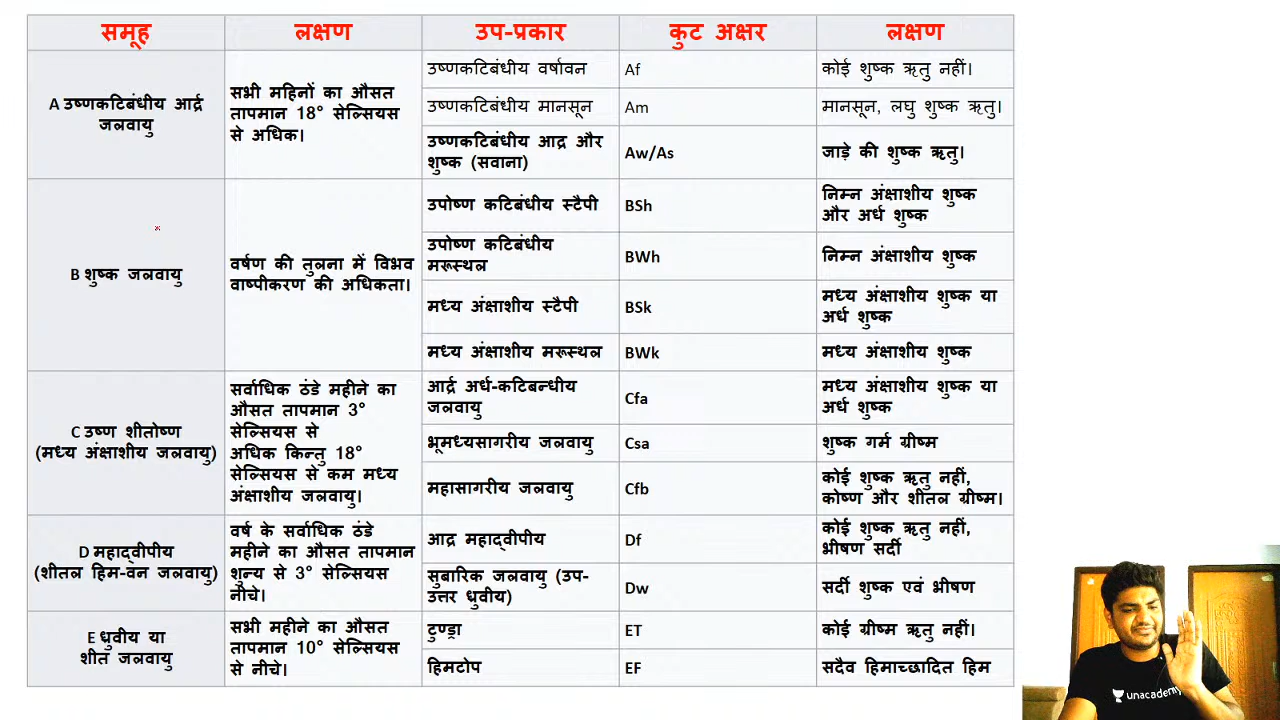 समूह
लक्षण
उप-प्रकार
कुट अक्षर
लक्षण
A उष्णकटिबंधीय आर्द्र
जलवायु
सभी महिनों का औसत
तापमान 18° सेल्सियस
से अधिक।
उष्णकटिबंधीय वर्षावन
Af
कोई शुष्क ऋतु नहीं।
उष्णकटिबंधीय मानसून
Am
मानसून, लघु शुष्क ऋतु।
उष्णकटिबंधीय आद्र और
शुष्क (सवाना)
Aw/As
जाड़े की शुष्क ऋतु।
B शुष्क जलवायु
वर्षण की तुलना में विभव
वाष्पीकरण की अधिकता।
उपोष्ण कटिबंधीय स्टैपी
BSh
निम्न अंक्षाशीय शुष्क
और अर्ध शुष्क
उपोष्ण कटिबंधीय
मरूस्थल
BWh
निम्न अंक्षाशीय शुष्क
मध्य अंक्षाशीय स्टैपी
BSk
मध्य अंक्षाशीय शुष्क या
अर्ध शुष्क
मध्य अंक्षाशीय मरूस्थल
BWk
मध्य अंक्षाशीय शुष्क
C उष्ण शीतोष्ण
(मध्य अंक्षाशीय जलवायु)
सर्वाधिक ठंडे महीने का
औसत तापमान 3°
सेल्सियस से
अधिक किन्तु 18°
सेल्सियस से कम मध्य
अंक्षाशीय जलवायु।
आर्द्र अर्ध-कटिबन्धीय
जलवायु
Cfa
मध्य अंक्षाशीय शुष्क या
अर्ध शुष्क
भूमध्यसागरीय जलवायु
Csa
शुष्क गर्म ग्रीष्म
महासागरीय जलवायु
Cfb
कोई शुष्क ऋतु नहीं,
कोष्ण और शीतल ग्रीष्म।
D महाद्वीपीय
(शीतल हिम-वन जलवायु)
वर्ष के सर्वाधिक ठंडे
महीने का औसत तापमान
शुन्य से 3° सेल्सियस
नीचे।
आद्र महाद्वीपीय
Df
कोई शुष्क ऋतु नहीं,
भीषण सर्दी
सुबारिक जलवायु (उप-
उत्तर ध्रुवीय)
Dw
सर्दी शुष्क एवं भीषण
E ध्रुवीय या
शीत जलवायु
सभी महीने का औसत
तापमान 10° सेल्सियस
से नीचे।
टुण्ड्रा
ET
कोई ग्रीष्म ऋतु नहीं।
हिमटोप
EF
सदैव हिमाच्छादित हिम
unacademy